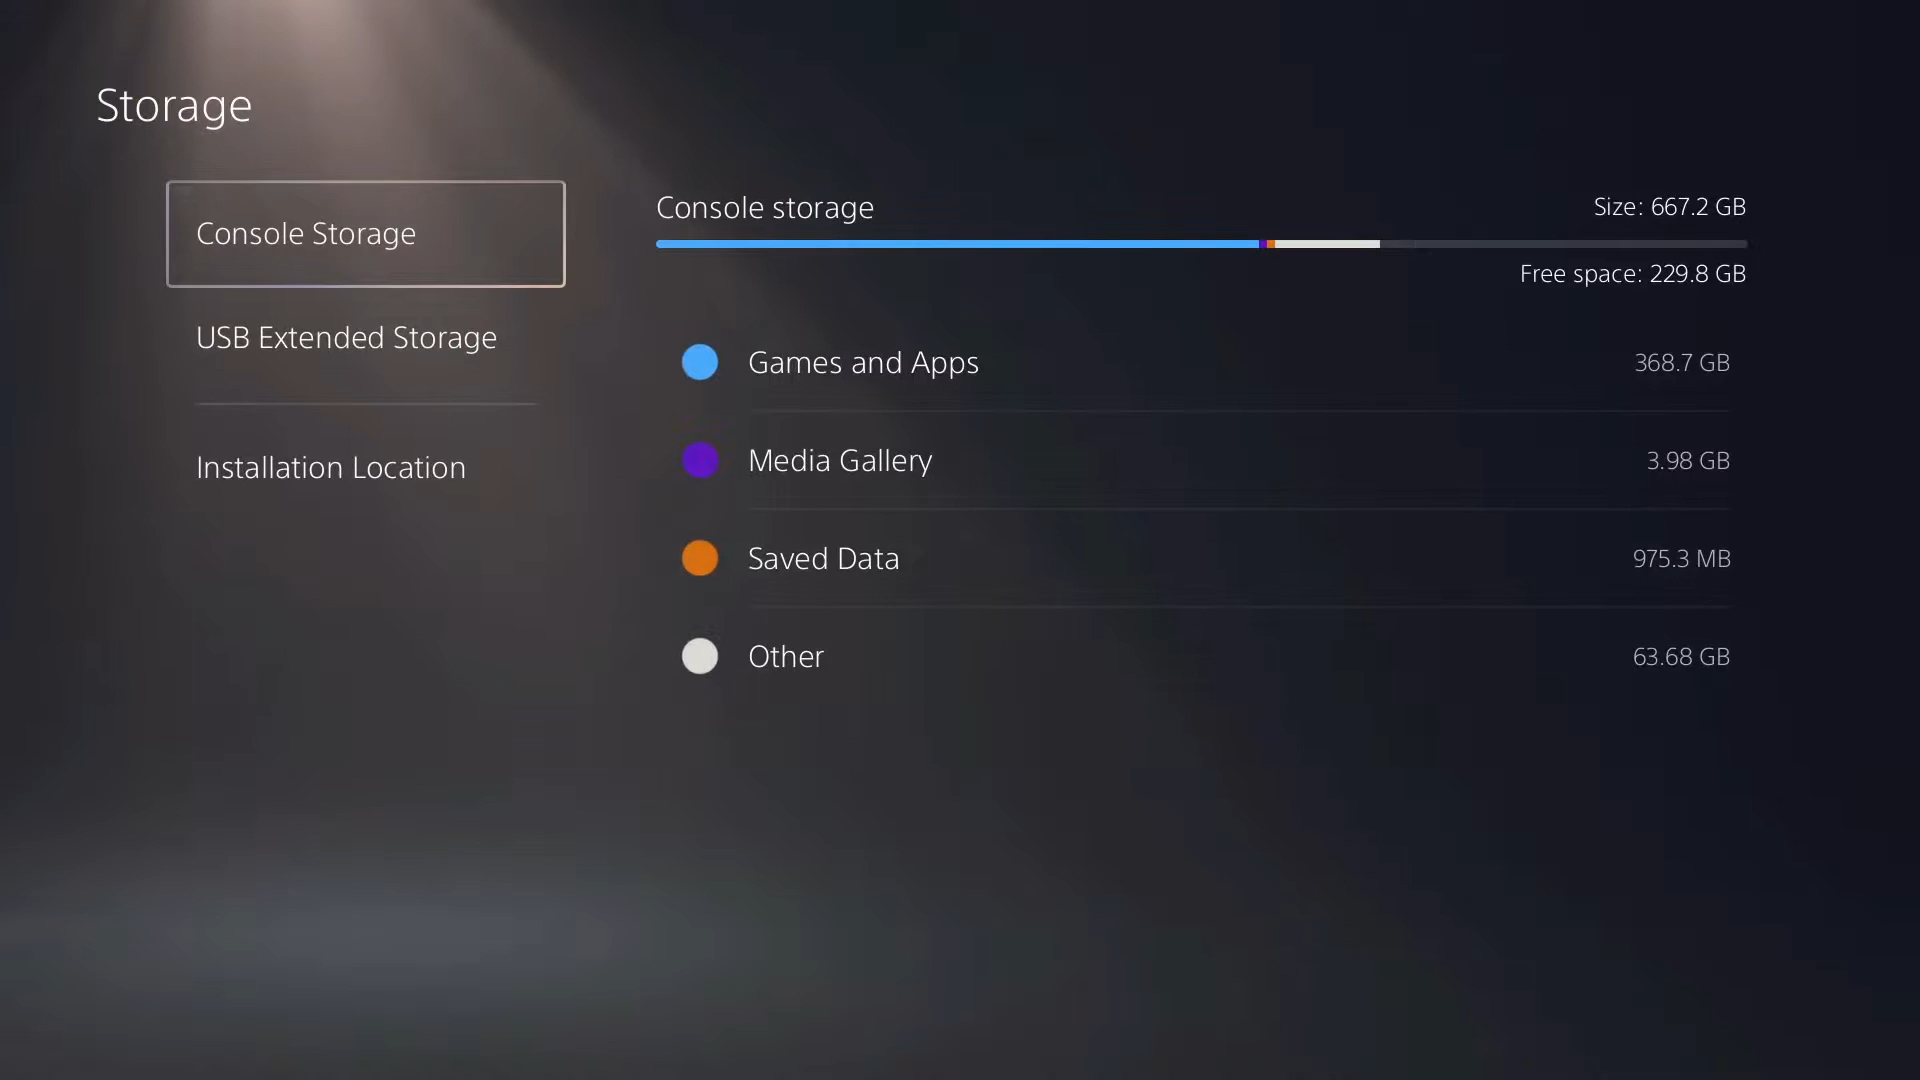 Storage
Console Storage
USB Extended Storage
Installation Location
Console storage
Size: 667.2 GB
Free space: 229.8 GB
Games and Apps 368.7 GB
Media Gallery 3.98 GB
Saved Data 975.3 MB
Other 63.68 GB